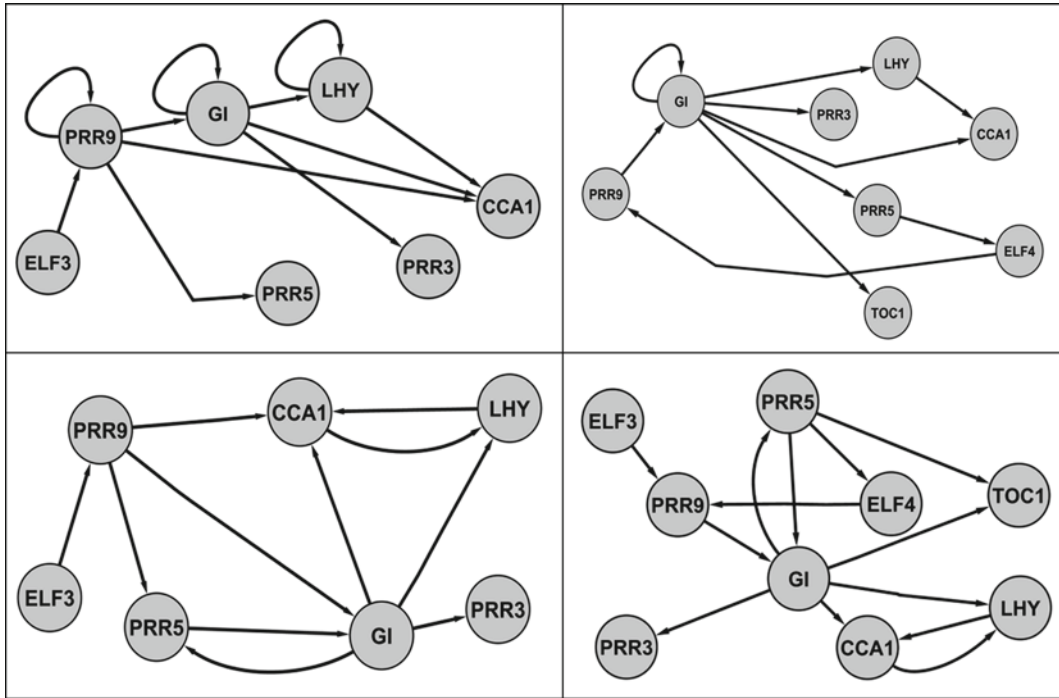 PRR9
GI
LHY
CCA1
ELF3
PRR3
PRR5
GI
LHY
PRR3
CCA1
PRR9
PRR5
ELF4
TOC1
PRR9
CCA1
LHY
ELF3
PRR5
GI
PRR3
ELF3
PRR5
PRR9
ELF4
TOC1
GI
LHY
PRR3
CCA1